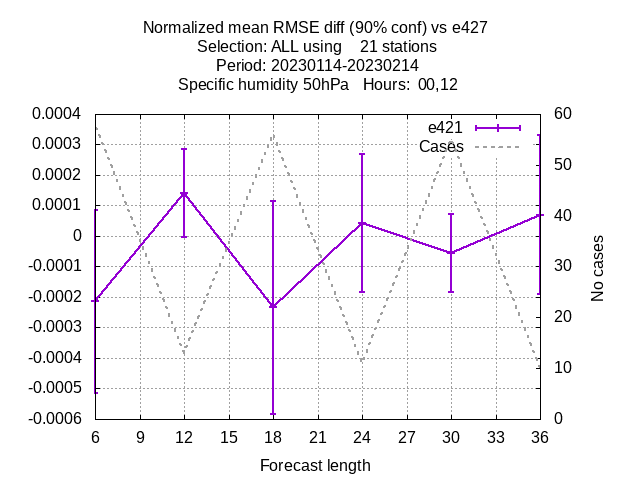 Normalized mean RMSE diff (90% conf) vs e427
Selection: ALL using    21 stations
Period: 20230114-20230214
Specific humidity 50hPa   Hours:  00,12
0.0004
0.0003
0.0002
0.0001
0
-0.0001
-0.0002
-0.0003
-0.0004
-0.0005
-0.0006
e421
Cases
60
50
40
30
20
10
0
No cases
6 9 12 15 18 21 24 27 30 33 36
Forecast length